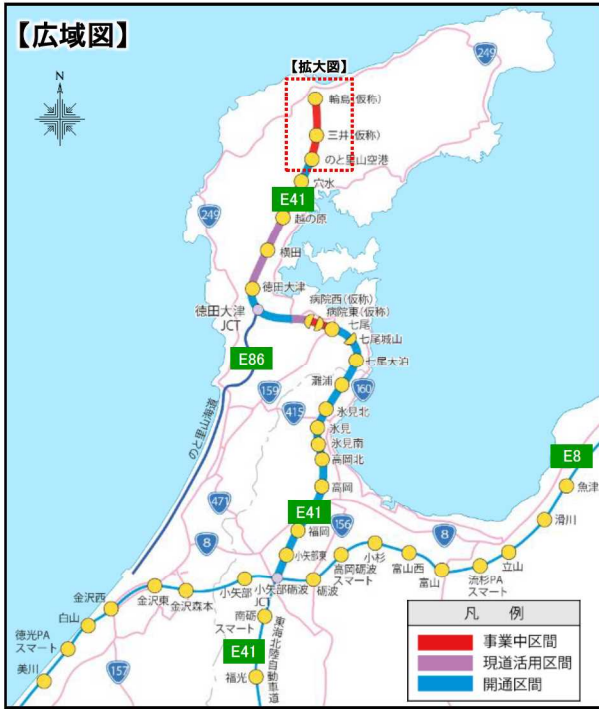 【広域図】
N
【拡大図】
249
輪島(仮称)
三井(仮称)
のと里山空港
穴水
E41
249
越の原
横田
徳田大津
病院西(仮称)
徳田大津
JCT
病院東(仮称)
七尾
七尾城山
E86
七尾大泊
159
灘浦
160
415
氷見北
のと里山海道
氷見
氷見南
高岡北
E8
471
高岡
魚津
E41
8
福岡
156
8
滑川
小矢部東
小杉
高岡砺波
スマート
富山西
立山
富山
流杉PA
スマート
金沢西
金沢東
金沢森本
小矢部
小矢部砺波
JCT
砺波
白山
南砺
スマート
徳光PA
スマート
東海北陸自動車道
E41
157
美川
福光
凡 例
事業中区間
現道活用区間
開通区間